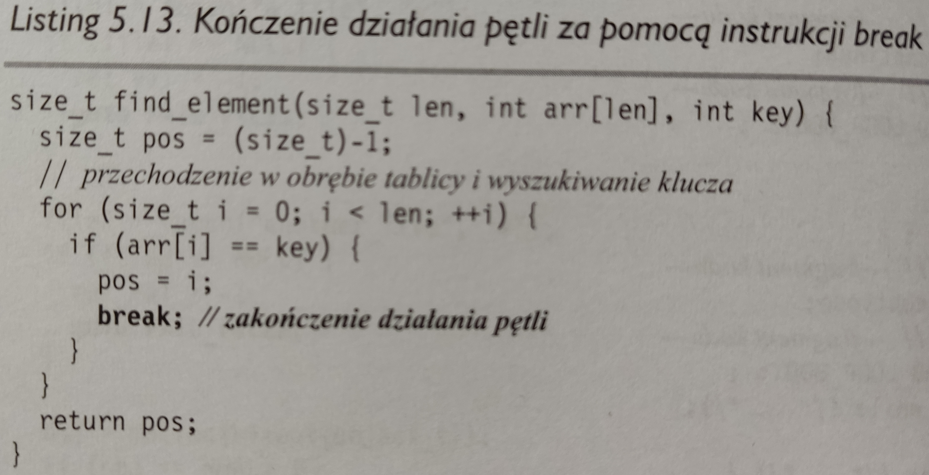 Listing 5.13. Kończenie działania pętli za pomocą instrukcji break
size_t find_element(size_t len, int arr[len], int key) {
size_t pos = (size_t)-1;
// przechodzenie w obrębie tablicy i wyszukiwanie klucza
for (size_t i = 0; i < len; ++i) {
if (arr[i] == key) {
pos = i;
break; // zakończenie działania pętli
}
}
return pos;
}